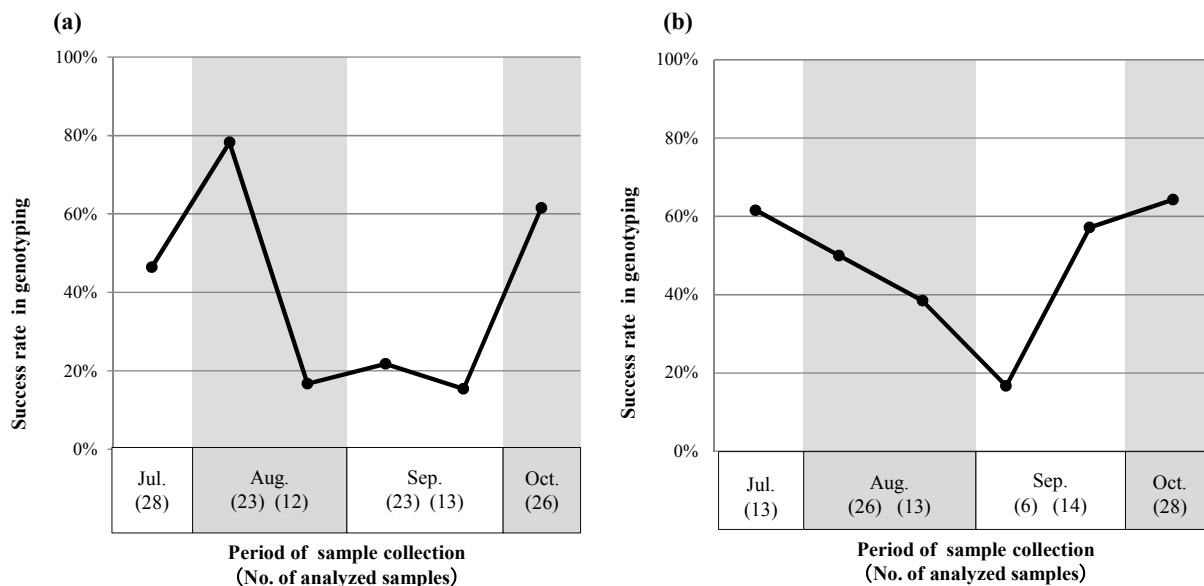 (a)
100%
80%
60%
40%
20%
0%
Success rate in genotyping
Jul.
(28)
Aug.
(23) (12)
Sep.
(23) (13)
Oct.
(26)
Period of sample collection
(No. of analyzed samples)
(b)
100%
80%
60%
40%
20%
0%
Success rate in genotyping
Jul.
(13)
Aug.
(26) (13)
Sep.
(6) (14)
Oct.
(28)
Period of sample collection
(No. of analyzed samples)